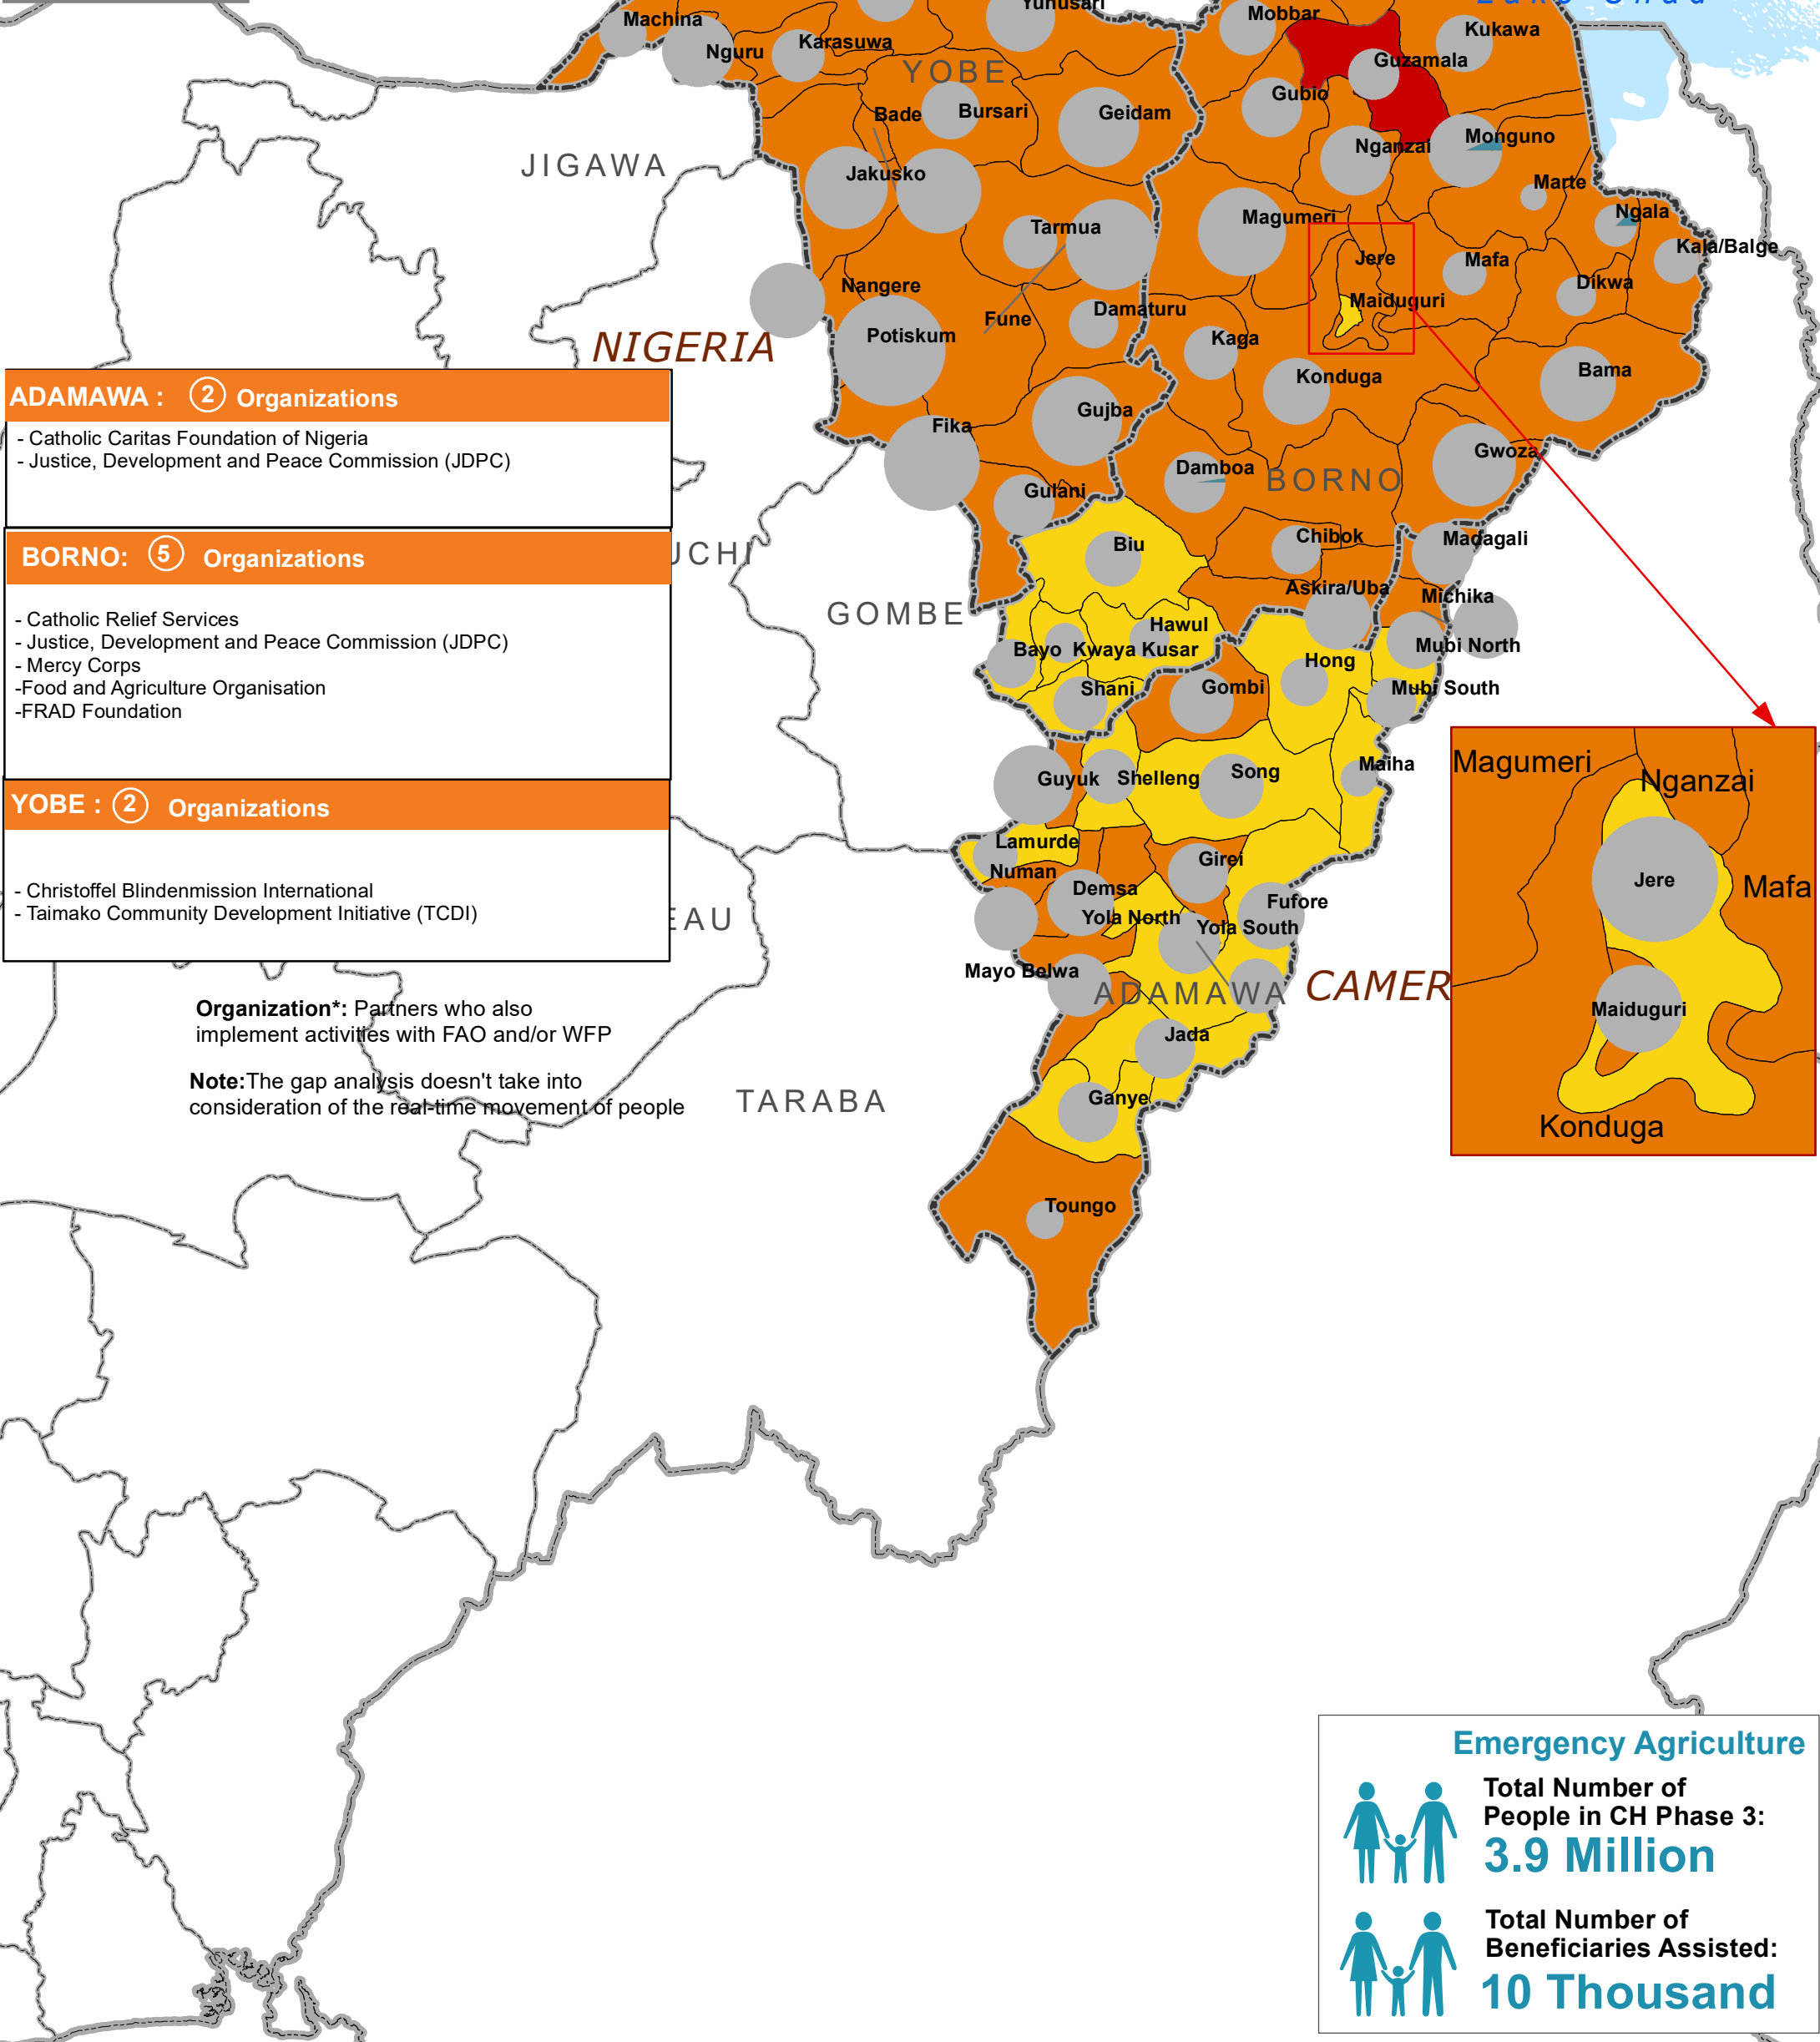 Machina
Yunusari
Mobbar
Kukawa
Nguru
Karasuwa
Guzamala
YOBE
Gubio
Bade
Bursari
Geidam
Monguno
Nganzai
JIGAWA
Jakusko
Marte
Ngala
Magumeri
Tarmua
Kala/Balge
Jere
Mafa
Nangere
Dikwa
Maiduguri
Damaturu
Fune
NIGERIA
Potiskum
Kaga
Konduga
Bama
Gujba
Fika
Gwoza
Damboa
BORNO
Gulani
Chibok
Madagali
Biu
UCHI
Askira/Uba
Michika
GOMBE
Hawul
Bayo
Kwaya Kusar
Mubi North
Hong
Shani
Gombi
Mubi South
Guyuk
Shelleng
Song
Maiha
Lamurde
Numan
Girei
Demsa
Fufore
Yola North
Yola South
EAU
Mayo Belwa
ADAMAWA
CAMER
Jada
Ganye
TARABA
Toungo
ADAMAWA : 2 Organizations
- Catholic Caritas Foundation of Nigeria
- Justice, Development and Peace Commission (JDPC)
BORNO: 5 Organizations
- Catholic Relief Services
- Justice, Development and Peace Commission (JDPC)
- Mercy Corps
-Food and Agriculture Organisation
-FRAD Foundation
YOBE : 2 Organizations
- Christoffel Blindenmission International
- Taimako Community Development Initiative (TCDI)
Organization*: Partners who also
implement activities with FAO and/or WFP
Note:The gap analysis doesn't take into
consideration of the real-time movement of people
Magumeri
Nganzai
Jere
Mafa
Maiduguri
Konduga
Emergency Agriculture
Total Number of
People in CH Phase 3:
3.9 Million
Total Number of
Beneficiaries Assisted:
10 Thousand